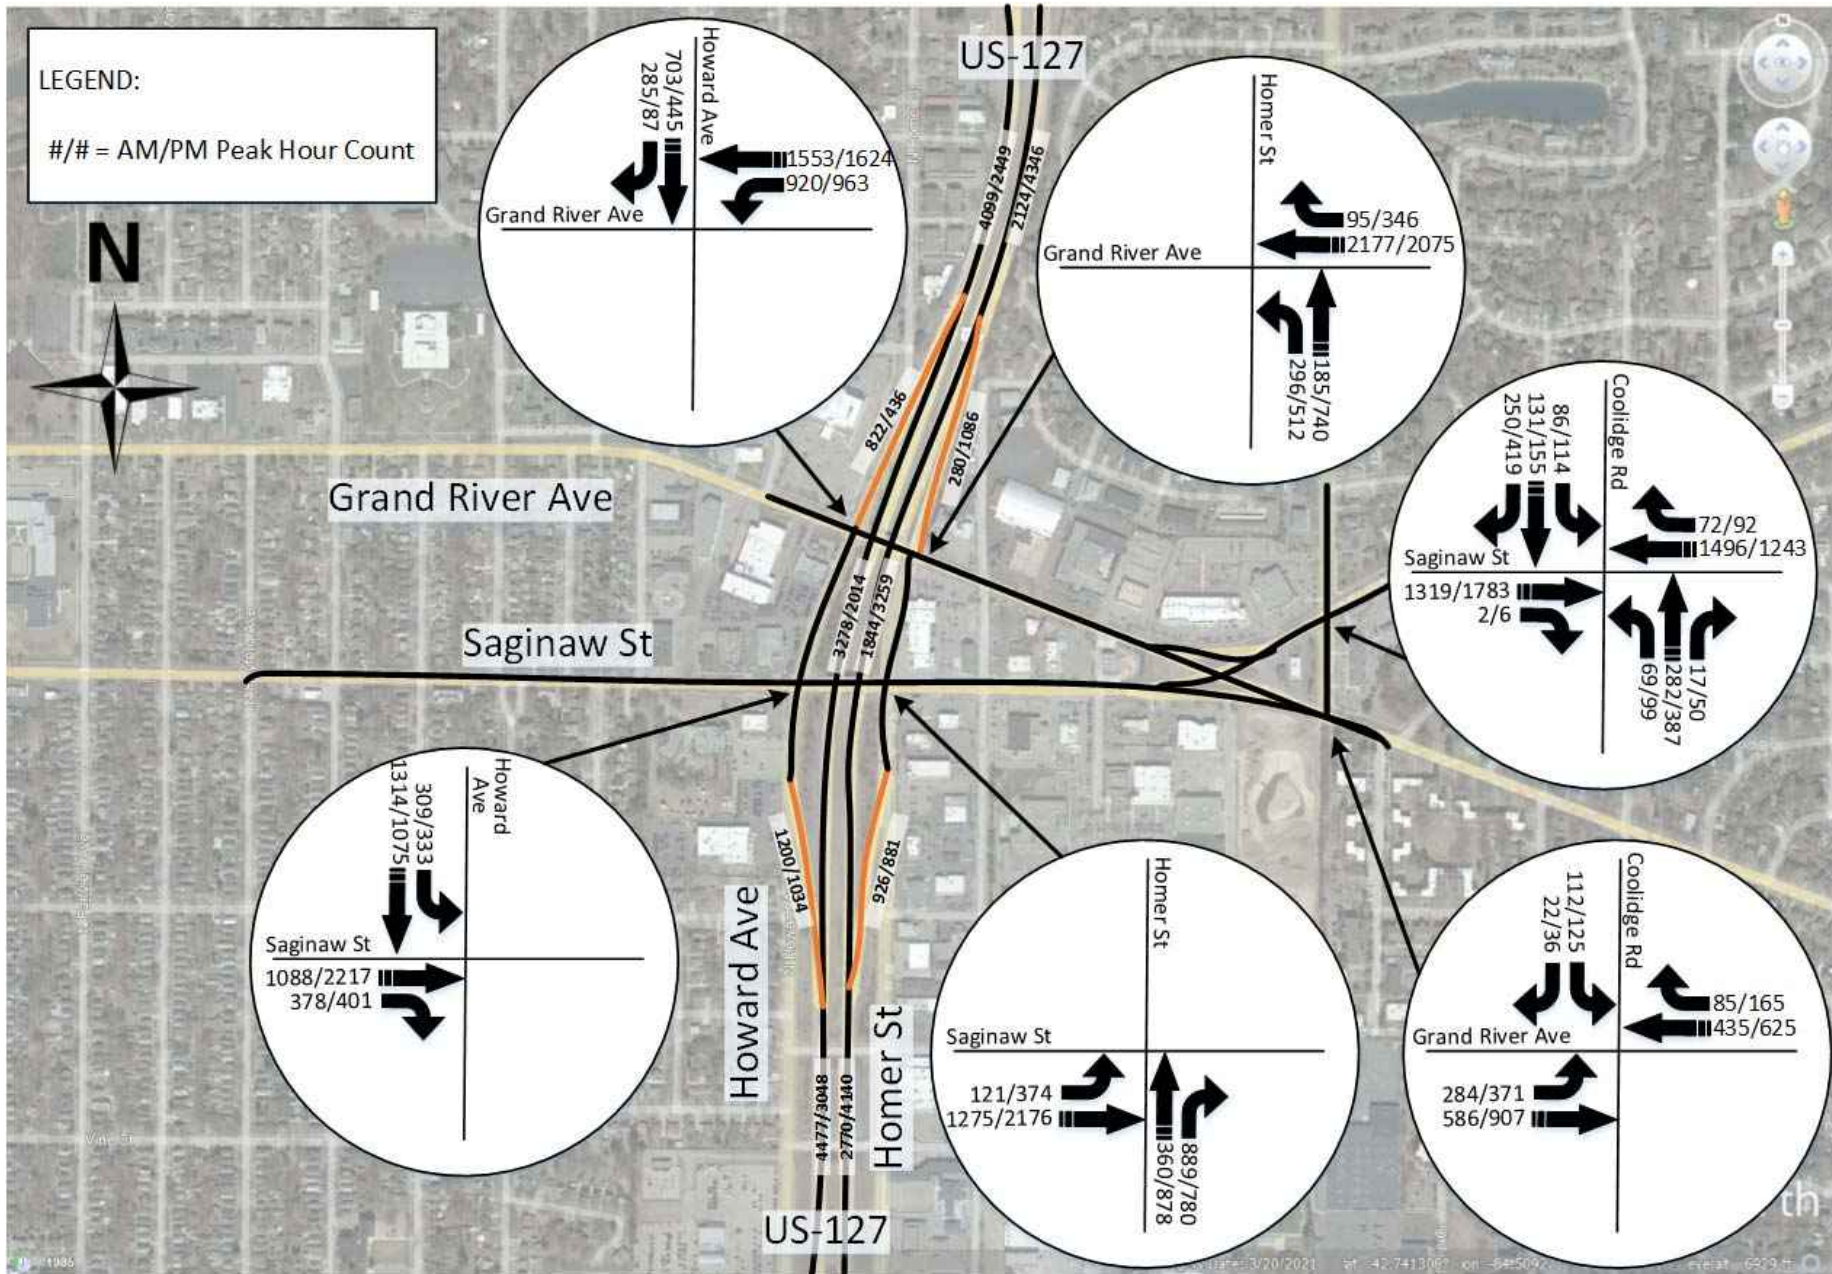 LEGEND:
#/# = AM/PM Peak Hour Count
N
US-127
Howard Ave
703/445
285/87
1553/1624
920/963
Grand River Ave
4099/2449
2124/4346
Homer St
95/346
2177/2075
Grand River Ave
185/740
296/512
822/436
280/1086
Grand River Ave
Coolidge Rd
86/114
131/155
250/419
72/92
1496/1243
Saginaw St
1319/1783
2/6
17/50
282/387
69/99
3278/2014
1844/3259
Saginaw St
Howard
Ave
309/333
1314/1075
Saginaw St
1088/2217
378/401
1200/1034
926/881
Howard Ave
Homer St
4477/3048
2770/4140
US-127
Homer St
Saginaw St
121/374
1275/2176
889/780
360/878
Coolidge Rd
112/125
22/36
85/165
435/625
Grand River Ave
284/371
586/907
th
1985
3/20/2021